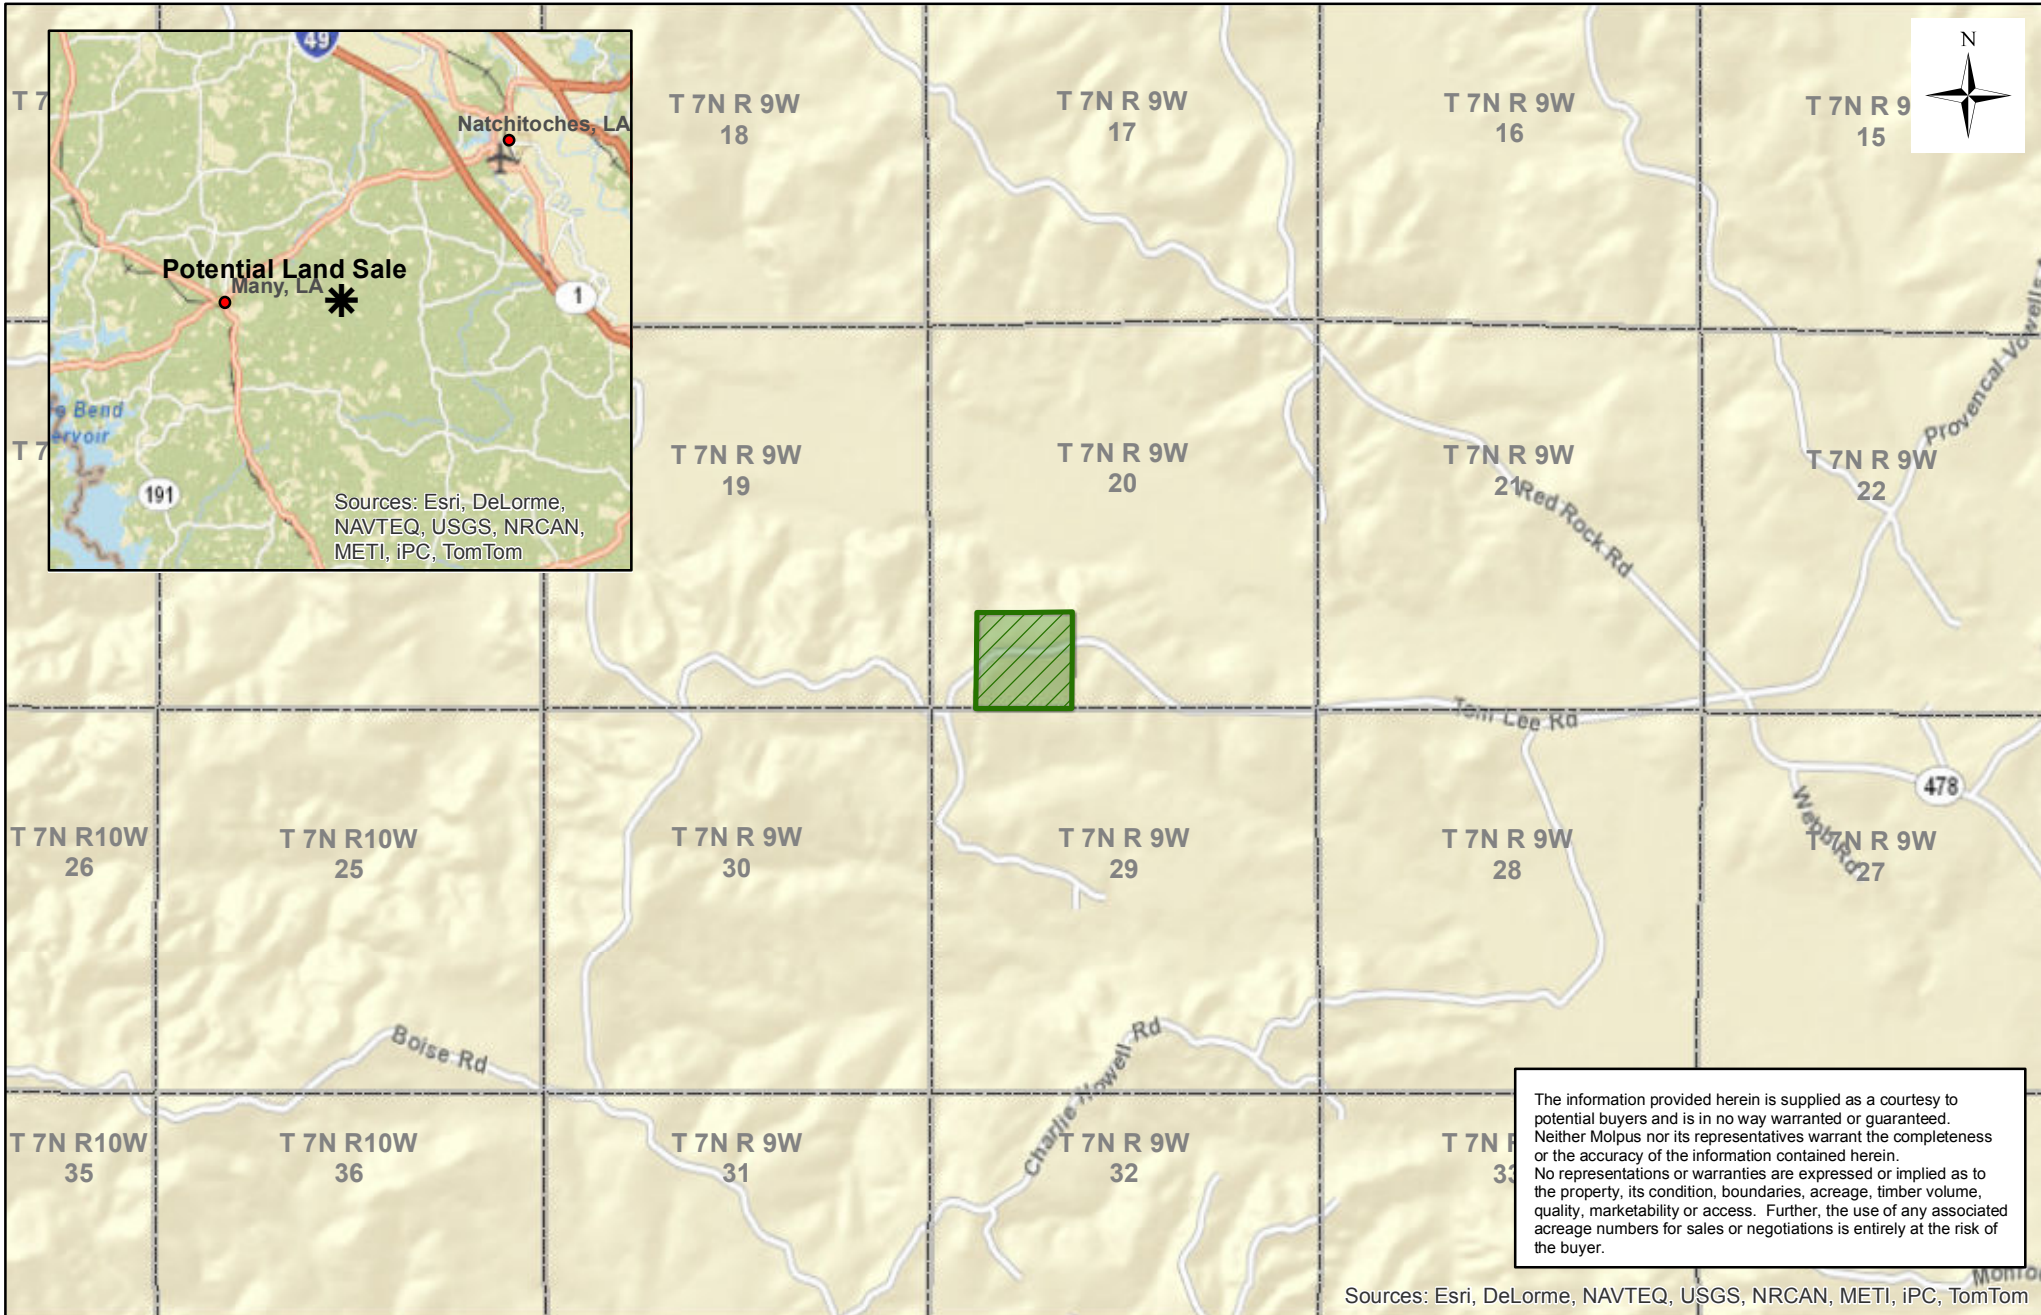 49
Natchitoches, LA
Potential Land Sale
Many, LA
1
191
Sources: Esri, DeLorme,
NAVTEQ, USGS, NRCAN,
METI, iPC, TomTom
N
T 7N R 9W
18
T 7N R 9W
17
T 7N R 9W
16
T 7N R 9
15
T 7
T 7
T 7N R 9W
19
T 7N R 9W
20
T 7N R 9W
21
T 7N R 9W
22
Provencal-Vowells
Red Rock Rd
Tom Lee Rd
478
Webb Rd
T 7N R10W
26
T 7N R10W
25
T 7N R 9W
30
T 7N R 9W
29
T 7N R 9W
28
T 7N R 9W
27
Boise Rd
Charlie Howell Rd
T 7N R10W
35
T 7N R10W
36
T 7N R 9W
31
T 7N R 9W
32
T 7N R
33
The information provided herein is supplied as a courtesy to
potential buyers and is in no way warranted or guaranteed.
Neither Molpus nor its representatives warrant the completeness
or the accuracy of the information contained herein.
No representations or warranties are expressed or implied as to
the property, its condition, boundaries, acreage, timber volume,
quality, marketability or access. Further, the use of any associated
acreage numbers for sales or negotiations is entirely at the risk of
the buyer.
Sources: Esri, DeLorme, NAVTEQ, USGS, NRCAN, METI, iPC, TomTom